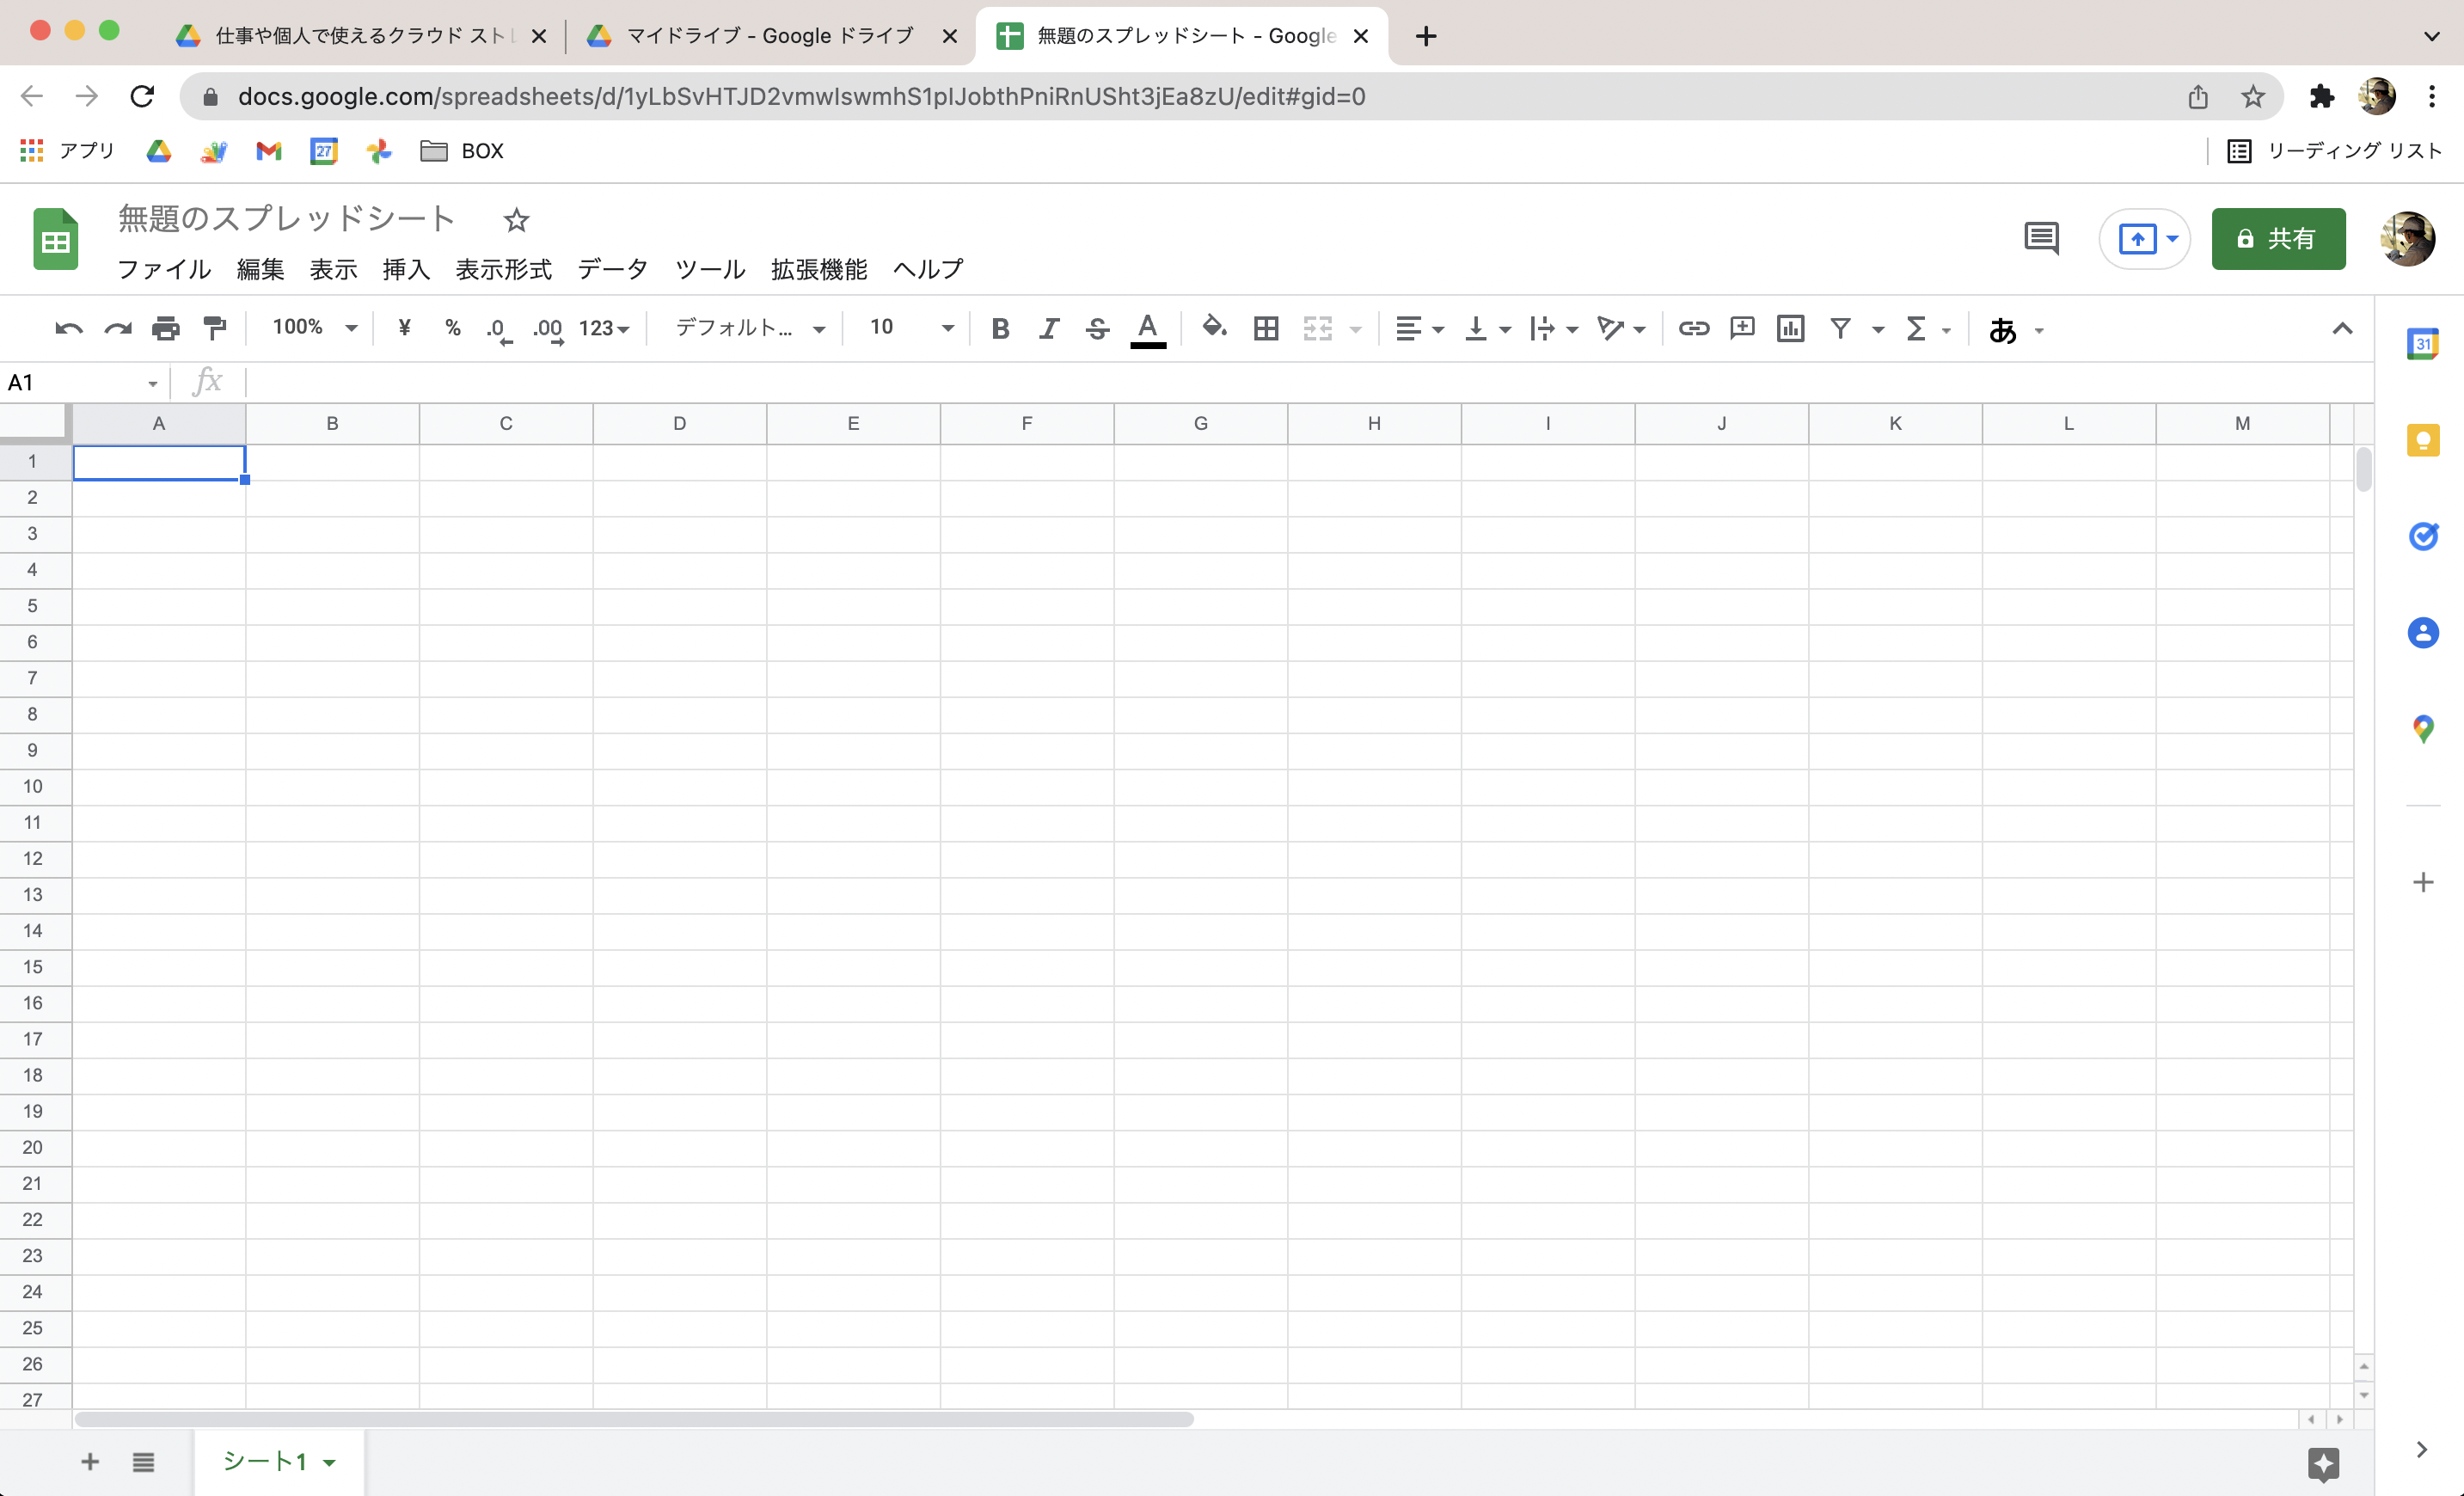 仕事や個人で使えるクラウド スト
マイドライブ - Google ドライブ
無題のスプレッドシート - Google
docs.google.com/spreadsheets/d/1yLbSvHTJD2vmwIswmhS1pIJobthPniRnUSht3jEa8zU/edit#gid=0
アプリ 27 BOX リーディング リスト
無題のスプレッドシート
ファイル 編集 表示 挿入 表示形式 データ ツール 拡張機能 ヘルプ
共有
100% ¥ % .0 .00 123 デフォルト... 10 B I S A Σ あ
31
A1 fx
A B C D E F G H I J K L M
1
2
3
4
5
6
7
8
9
10
11
12
13
14
15
16
17
18
19
20
21
22
23
24
25
26
27
シート1